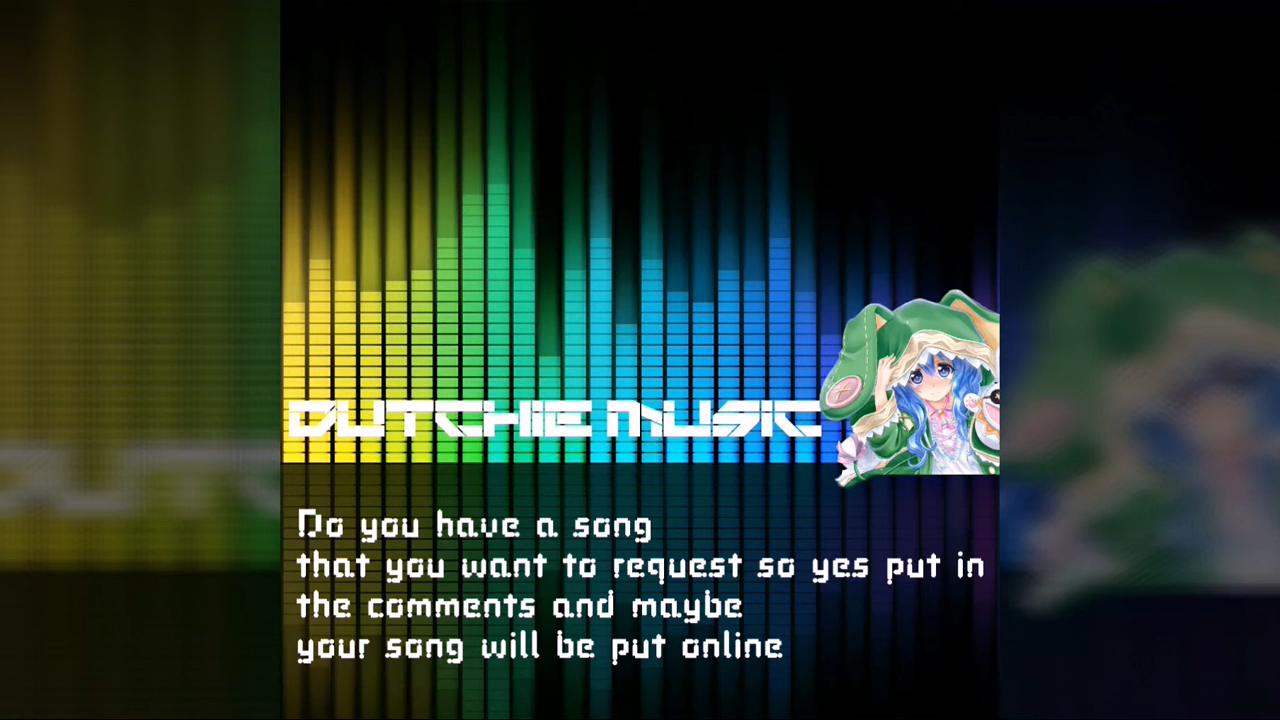 DUTCHIE MUSIC
Do you have a song
that you want to request so yes put in
the comments and maybe
your song will be put online